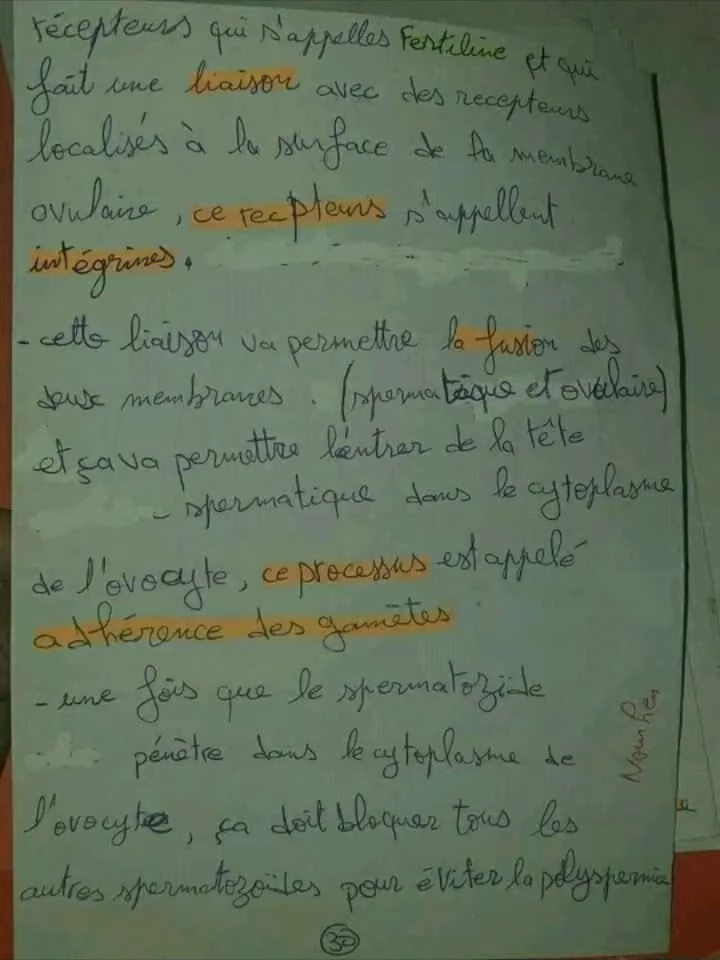 récepteurs qui s'appelles Fertiline et qui
fait une liaison avec des recepteurs
localisés à la surface de la membrane
ovulaire, ce recpteurs s'appellent
intégrines.
- cette liaison va permettre la fusion des
deux membranes. (spermatique et ovulaire)
et ça va permettre l'entrer de la tête
- spermatique dans le cytoplasme
de l'ovocyte, ce processus est appelé
adhérence des gamètes
- une fois que le spermatozïde
pénètre dans le cytoplasme de
l'ovocyte, ça doit bloquer tous les
autres spermatozoïdes pour éviter la polyspermie
30